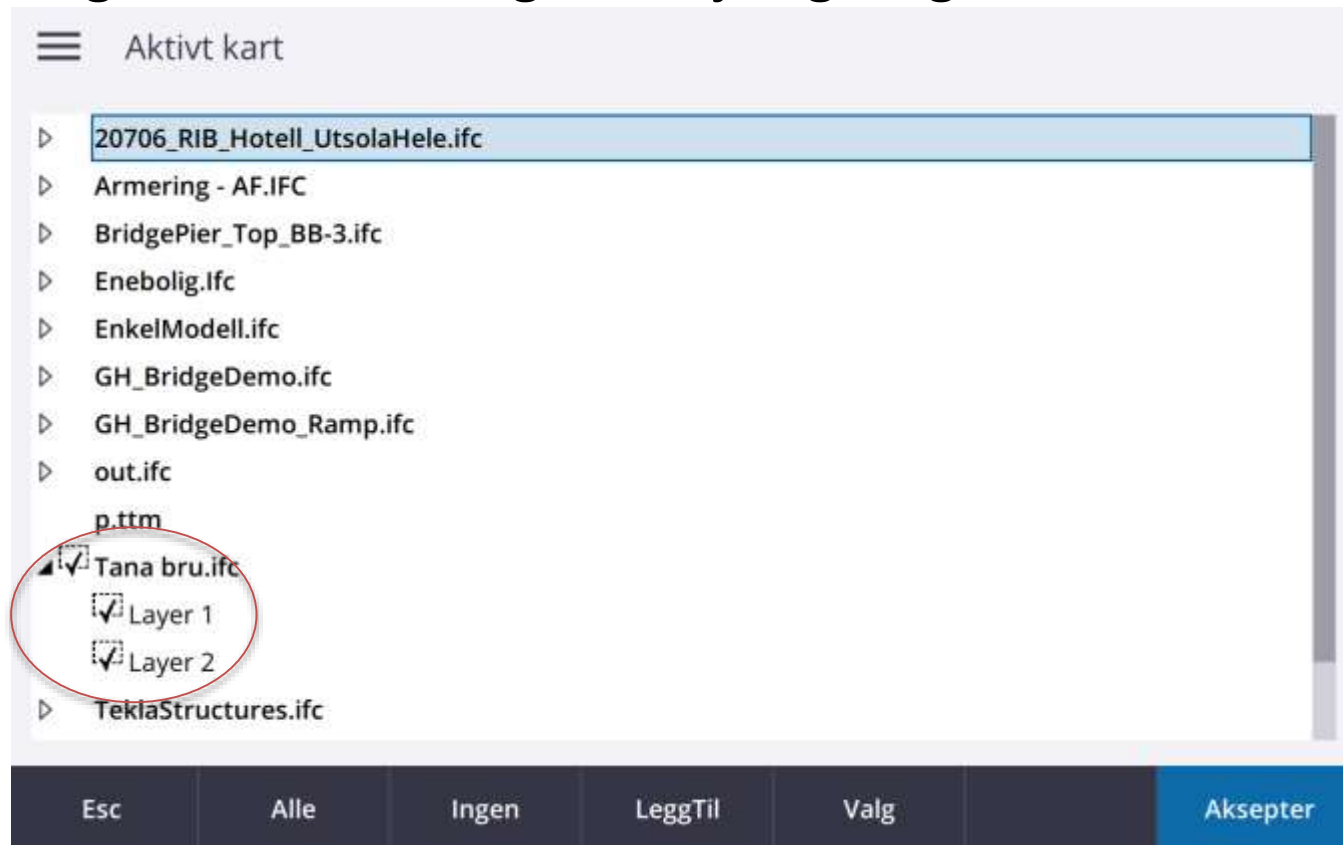 Aktivt kart
20706_RIB_Hotell_UtsolaHele.ifc
Armering - AF.IFC
BridgePier_Top_BB-3.ifc
Enebolig.Ifc
EnkelModell.ifc
GH_BridgeDemo.ifc
GH_BridgeDemo_Ramp.ifc
out.ifc
p.ttm
Tana bru.ifc
Layer 1
Layer 2
TeklaStructures.ifc
Esc Alle Ingen LeggTil Valg Aksepter